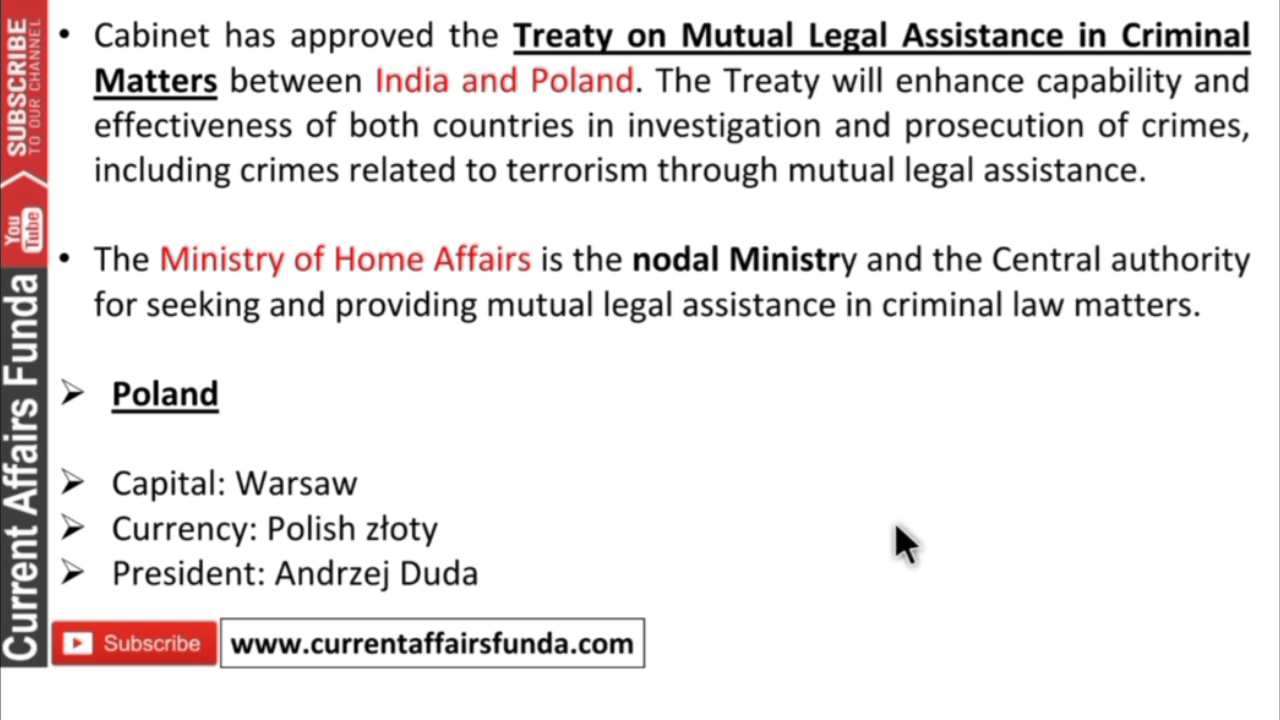 • Cabinet has approved the Treaty on Mutual Legal Assistance in Criminal
Matters between India and Poland. The Treaty will enhance capability and
effectiveness of both countries in investigation and prosecution of crimes,
including crimes related to terrorism through mutual legal assistance.
• The Ministry of Home Affairs is the nodal Ministry and the Central authority
for seeking and providing mutual legal assistance in criminal law matters.
➢ Poland
➢ Capital: Warsaw
➢ Currency: Polish złoty
➢ President: Andrzej Duda
Subscribe
www.currentaffairsfunda.com
SUBSCRIBE
TO OUR CHANNEL
You
Tube
Current Affairs Funda